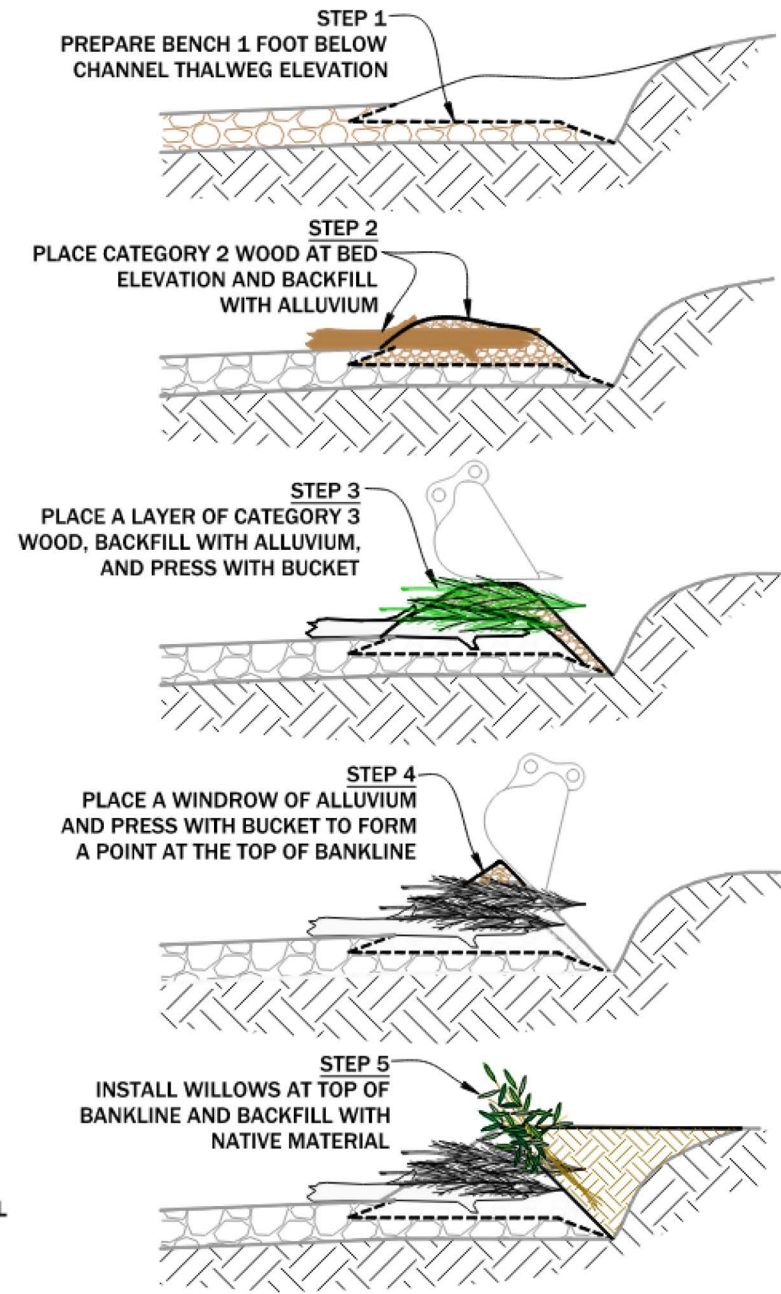 STEP 1
PREPARE BENCH 1 FOOT BELOW
CHANNEL THALWEG ELEVATION
STEP 2
PLACE CATEGORY 2 WOOD AT BED
ELEVATION AND BACKFILL
WITH ALLUVIUM
STEP 3
PLACE A LAYER OF CATEGORY 3
WOOD, BACKFILL WITH ALLUVIUM,
AND PRESS WITH BUCKET
STEP 4
PLACE A WINDROW OF ALLUVIUM
AND PRESS WITH BUCKET TO FORM
A POINT AT THE TOP OF BANKLINE
STEP 5
INSTALL WILLOWS AT TOP OF
BANKLINE AND BACKFILL WITH
NATIVE MATERIAL